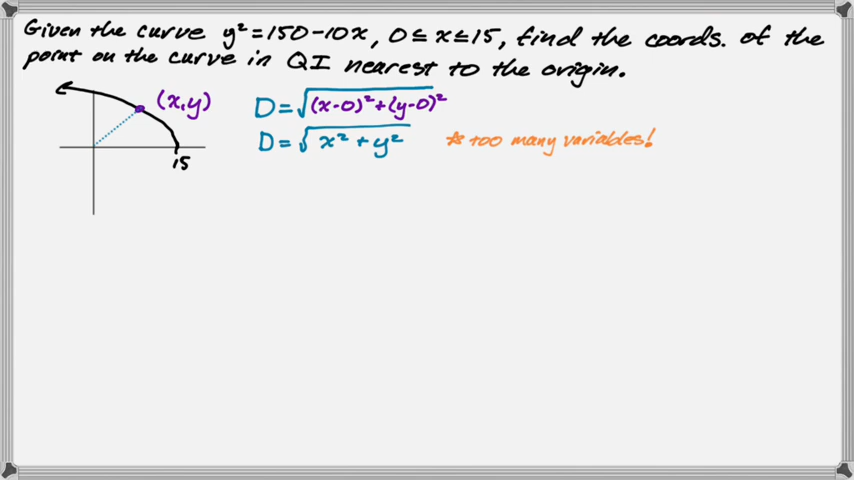 Given the curve y²=150-10x, 0≤x≤15, find the coords. of the
point on the curve in QI nearest to the origin.
(x,y)
D=√(x-0)²+(y-0)²
D=√x²+y²
* too many variables!
15